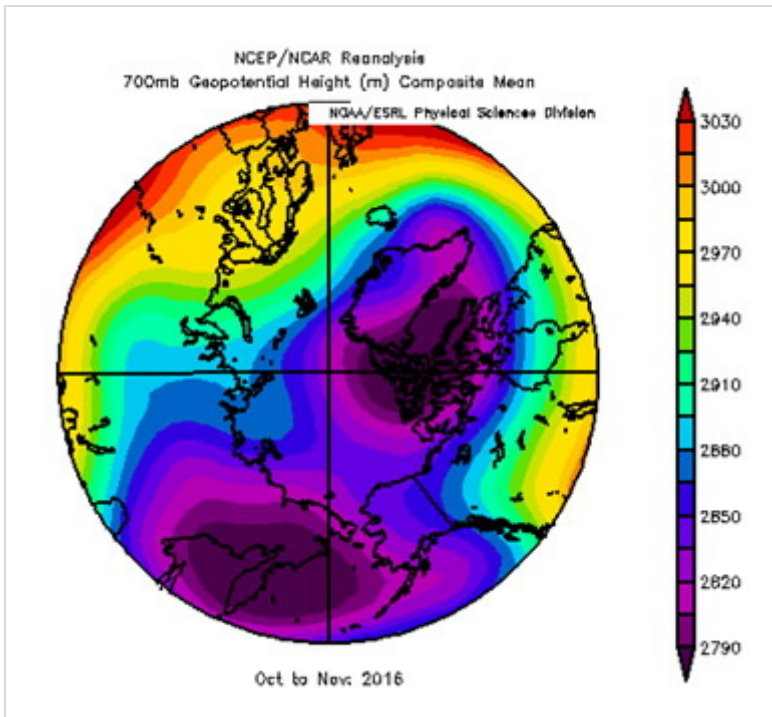 NCEP/NCAR Reanalysis
700mb Geopotential Height (m) Composite Mean
NOAA/ESRL Physical Sciences Division
3030
3000
2970
2940
2910
2880
2850
2820
2790
Oct to Nov: 2016